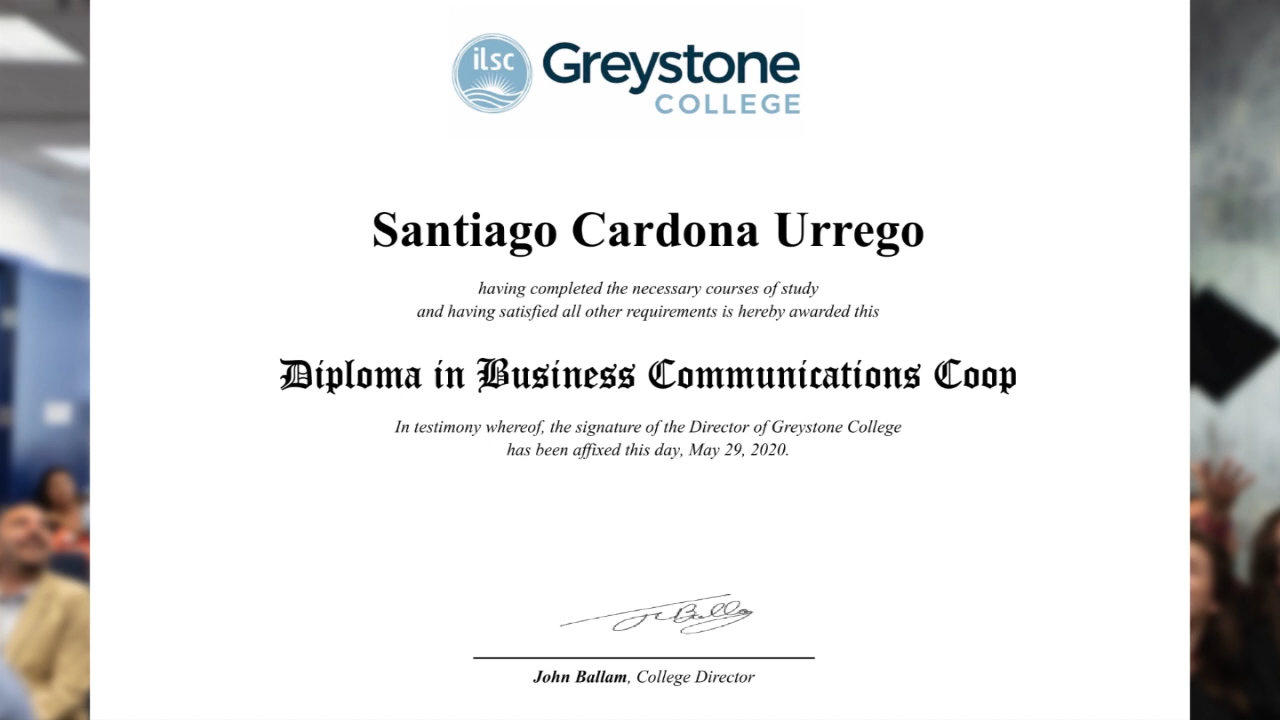 ilsc
Greystone
COLLEGE
Santiago Cardona Urrego
having completed the necessary courses of study
and having satisfied all other requirements is hereby awarded this
Diploma in Business Communications Coop
In testimony whereof, the signature of the Director of Greystone College
has been affixed this day, May 29, 2020.
John Ballam, College Director